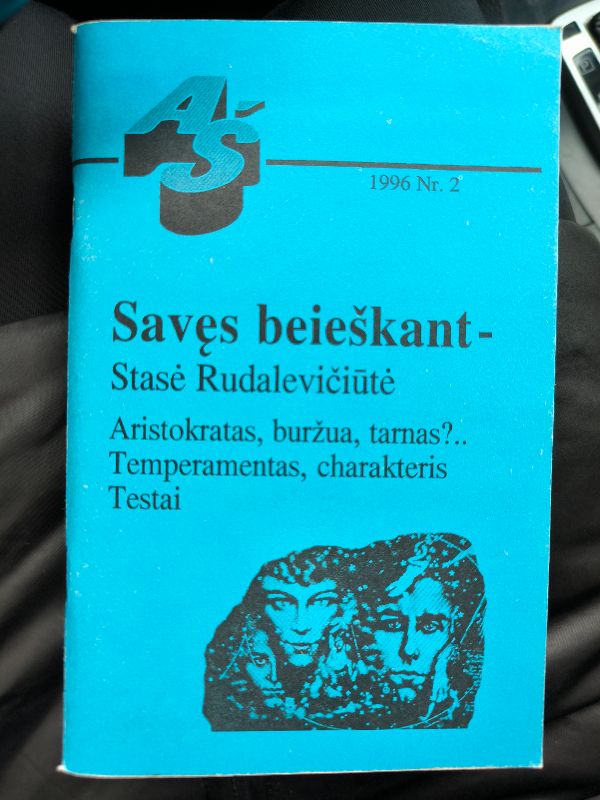 AŠ
1996 Nr. 2
Savęs beieškant-
Stasė Rudalevičiūtė
Aristokratas, buržua, tarnas?..
Temperamentas, charakteris
Testai